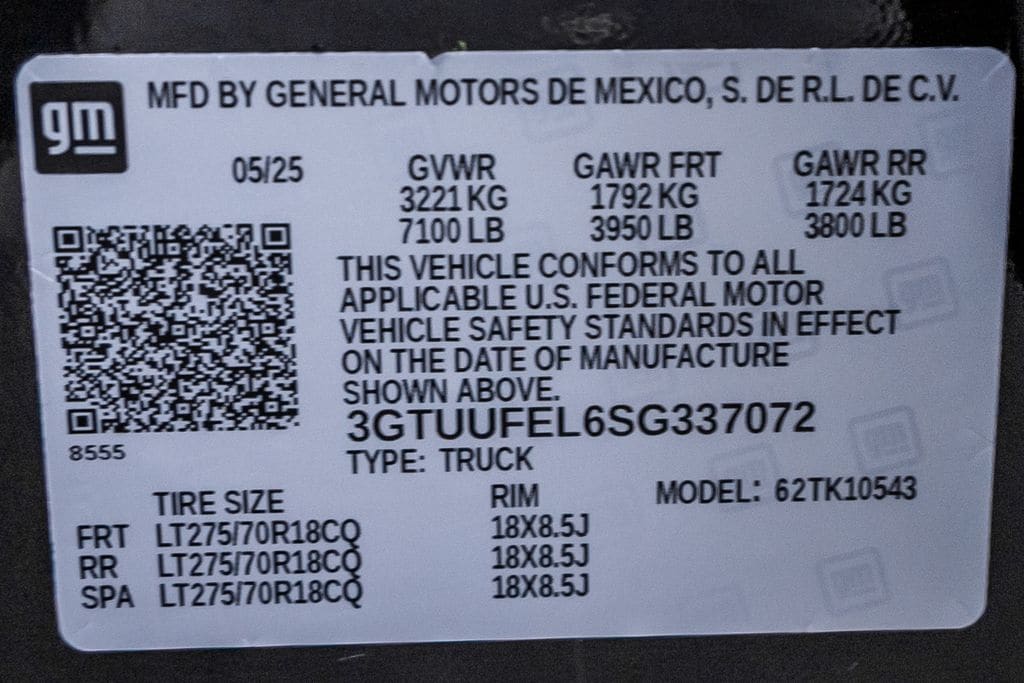 gm
MFD BY GENERAL MOTORS DE MEXICO, S. DE R.L. DE C.V.
05/25 GVWR GAWR FRT GAWR RR
3221 KG 1792 KG 1724 KG
7100 LB 3950 LB 3800 LB
THIS VEHICLE CONFORMS TO ALL
APPLICABLE U.S. FEDERAL MOTOR
VEHICLE SAFETY STANDARDS IN EFFECT
ON THE DATE OF MANUFACTURE
SHOWN ABOVE.
3GTUUFEL6SG337072
8555
TYPE: TRUCK
TIRE SIZE RIM MODEL: 62TK10543
FRT LT275/70R18CQ 18X8.5J
RR LT275/70R18CQ 18X8.5J
SPA LT275/70R18CQ 18X8.5J